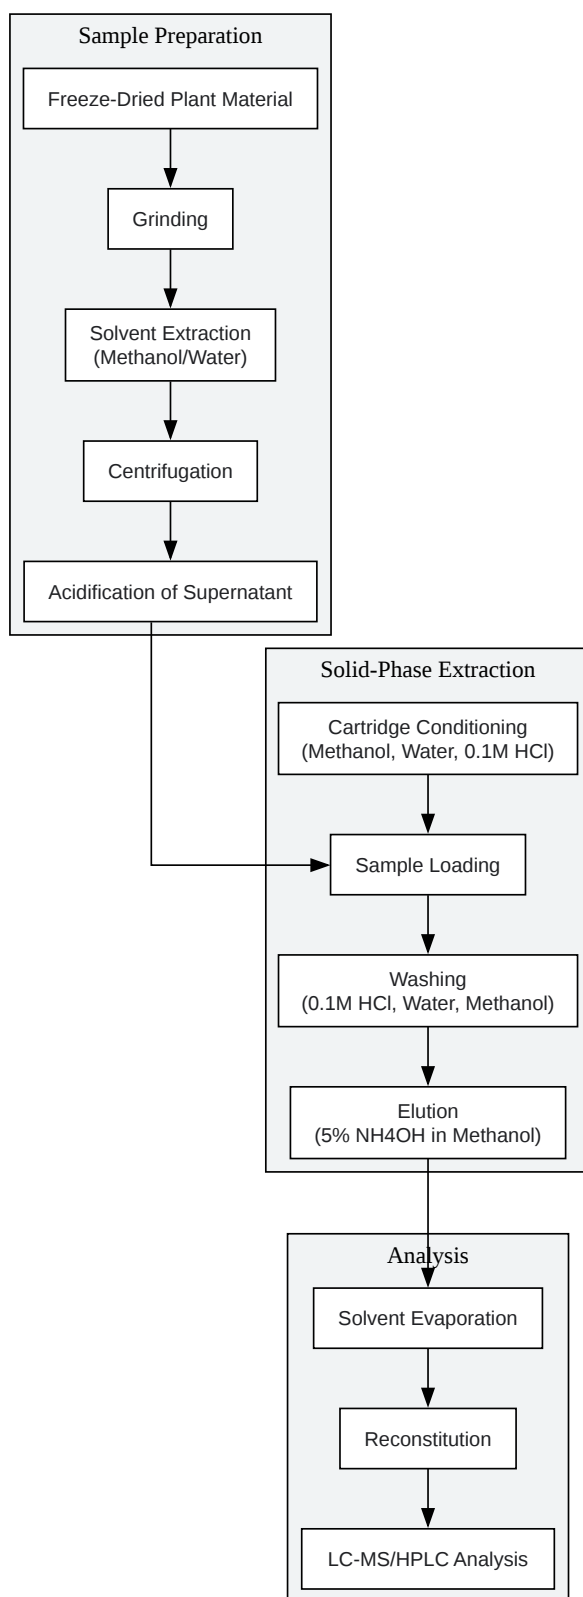 Sample Preparation
Freeze-Dried Plant Material
Grinding
Solvent Extraction
(Methanol/Water)
Centrifugation
Acidification of Supernatant
Solid-Phase Extraction
Cartridge Conditioning
(Methanol, Water, 0.1M HCl)
Sample Loading
Washing
(0.1M HCl, Water, Methanol)
Elution
(5% NH4OH in Methanol)
Analysis
Solvent Evaporation
Reconstitution
LC-MS/HPLC Analysis